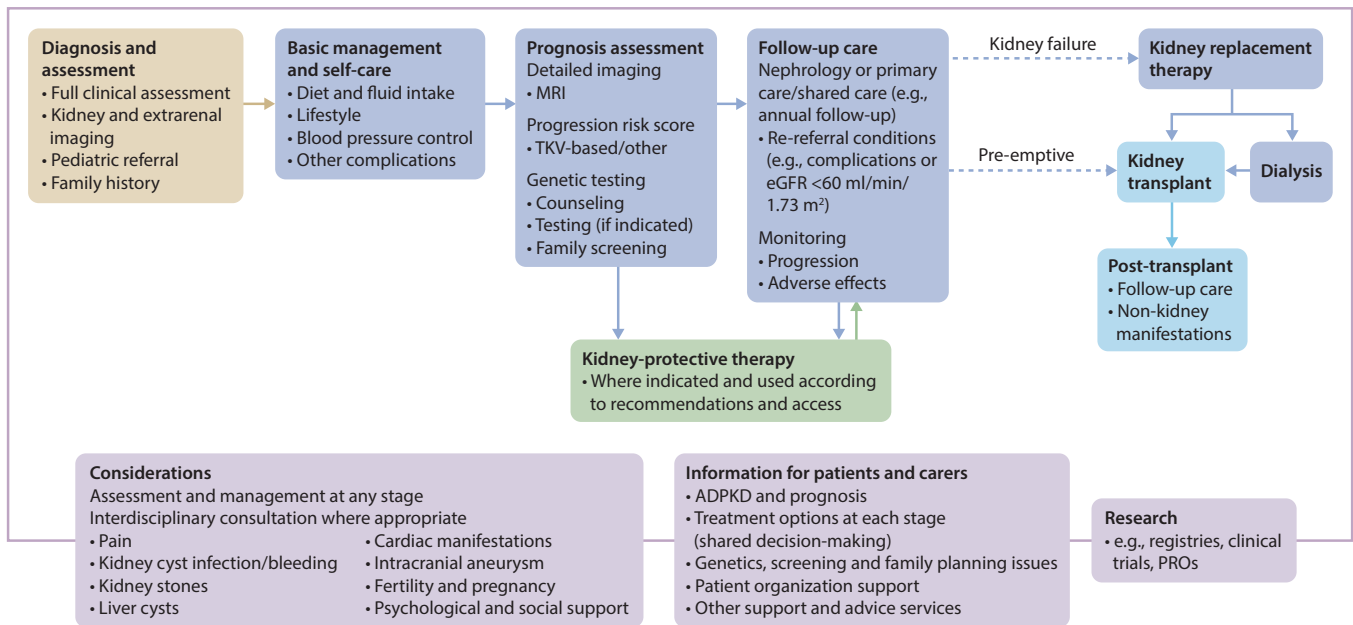 Diagnosis and
assessment
• Full clinical assessment
• Kidney and extrarenal
imaging
• Pediatric referral
• Family history
Basic management
and self-care
• Diet and fluid intake
• Lifestyle
• Blood pressure control
• Other complications
Prognosis assessment
Detailed imaging
• MRI
Progression risk score
• TKV-based/other
Genetic testing
• Counseling
• Testing (if indicated)
• Family screening
Follow-up care
Nephrology or primary
care/shared care (e.g.,
annual follow-up)
• Re-referral conditions
(e.g., complications or
eGFR <60 ml/min/
1.73 m²)
Monitoring
• Progression
• Adverse effects
Kidney failure
Pre-emptive
Kidney replacement
therapy
Kidney
transplant
Dialysis
Post-transplant
• Follow-up care
• Non-kidney
manifestations
Kidney-protective therapy
• Where indicated and used according
to recommendations and access
Considerations
Assessment and management at any stage
Interdisciplinary consultation where appropriate
• Pain
• Kidney cyst infection/bleeding
• Kidney stones
• Liver cysts
• Cardiac manifestations
• Intracranial aneurysm
• Fertility and pregnancy
• Psychological and social support
Information for patients and carers
• ADPKD and prognosis
• Treatment options at each stage
(shared decision-making)
• Genetics, screening and family planning issues
• Patient organization support
• Other support and advice services
Research
• e.g., registries, clinical
trials, PROs